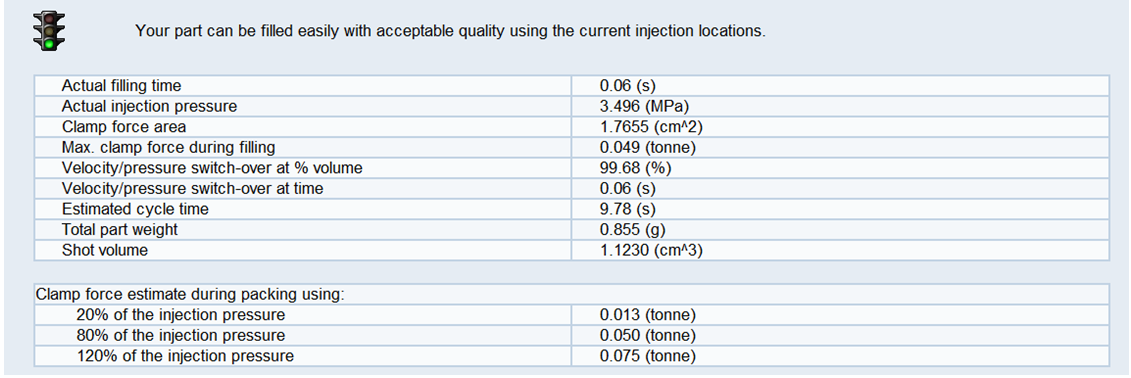 Your part can be filled easily with acceptable quality using the current injection locations.
Actual filling time 0.06 (s)
Actual injection pressure 3.496 (MPa)
Clamp force area 1.7655 (cm^2)
Max. clamp force during filling 0.049 (tonne)
Velocity/pressure switch-over at % volume 99.68 (%)
Velocity/pressure switch-over at time 0.06 (s)
Estimated cycle time 9.78 (s)
Total part weight 0.855 (g)
Shot volume 1.1230 (cm^3)
Clamp force estimate during packing using:
20% of the injection pressure 0.013 (tonne)
80% of the injection pressure 0.050 (tonne)
120% of the injection pressure 0.075 (tonne)